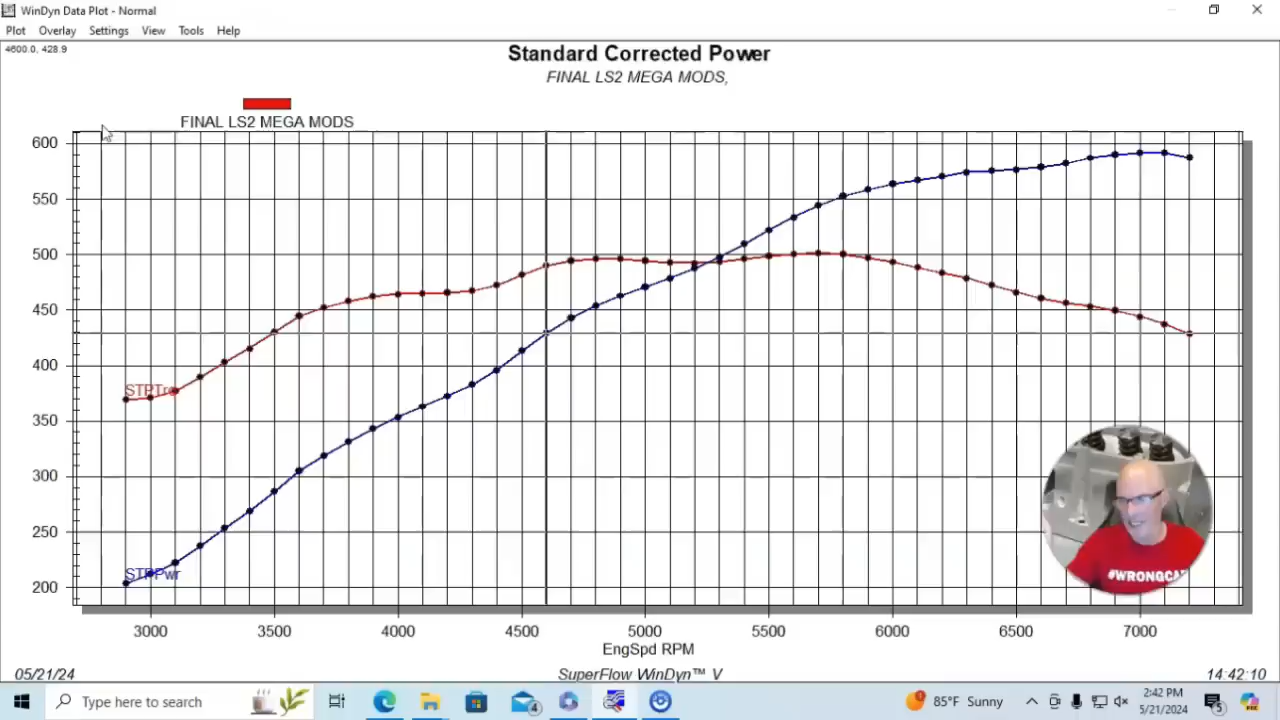 WinDyn Data Plot - Normal
Plot Overlay Settings View Tools Help
4600.0, 428.9
Standard Corrected Power
FINAL LS2 MEGA MODS,
FINAL LS2 MEGA MODS
600
550
500
450
400
350
300
250
200
STPTrq
STPPwr
#WRONGCA
3000 3500 4000 4500 5000 5500 6000 6500 7000
EngSpd RPM
05/21/24 SuperFlow WinDyn™ V 14:42:10
Type here to search
4
85°F Sunny
2:42 PM
5/21/2024
5